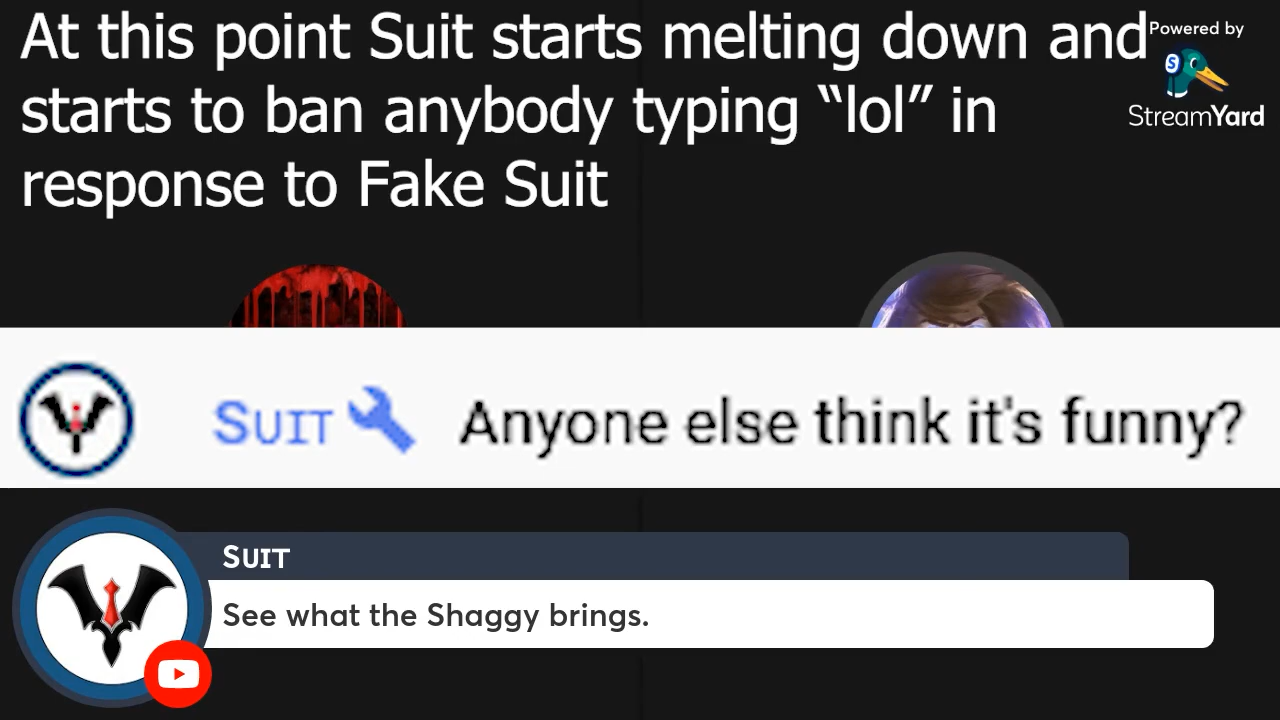 At this point Suit starts melting down and
starts to ban anybody typing “lol” in
response to Fake Suit
Powered by
S
StreamYard
Suit Anyone else think it's funny?
Suit
See what the Shaggy brings.